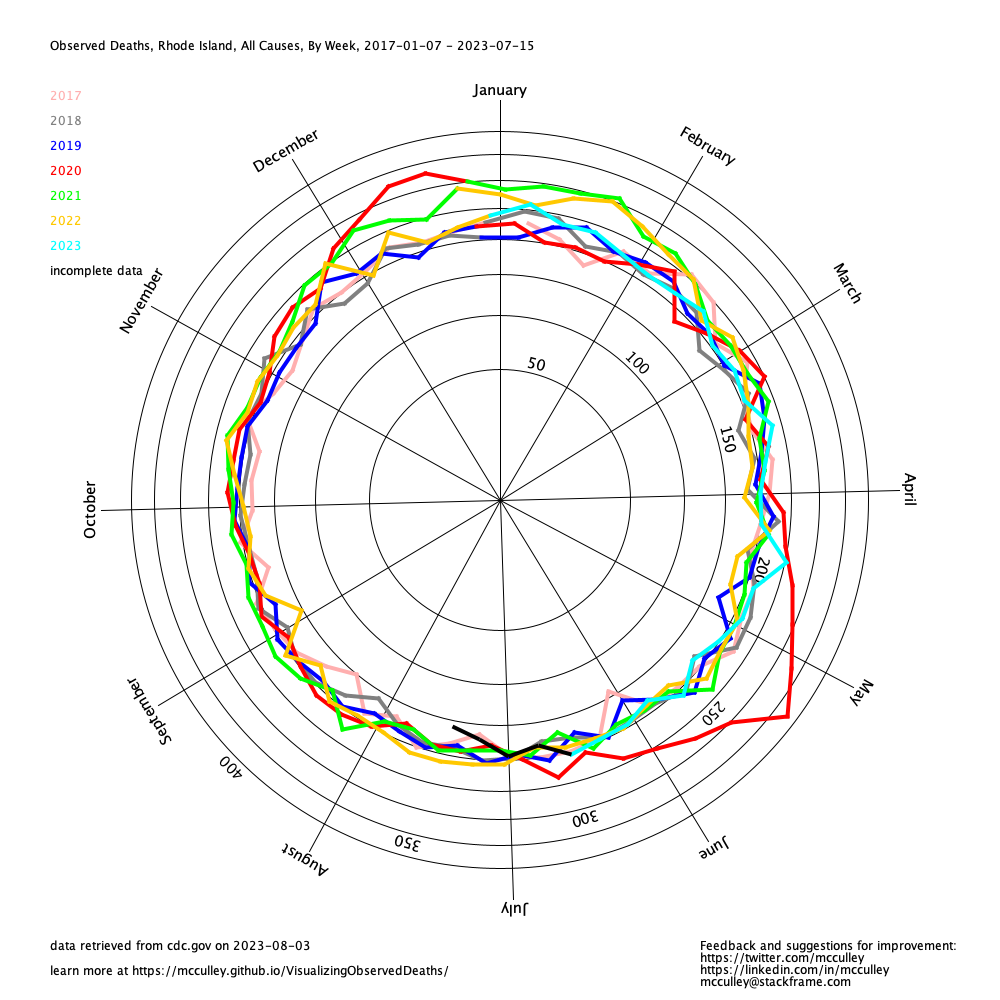 Observed Deaths, Rhode Island, All Causes, By Week, 2017-01-07 - 2023-07-15
January
2017
2018
2019
2020
2021
2022
2023
incomplete data
December
February
November
March
50
100
150
October
April
200
September
May
250
400
300
350
August
June
July
data retrieved from cdc.gov on 2023-08-03
learn more at https://mcculley.github.io/VisualizingObservedDeaths/
Feedback and suggestions for improvement:
https://twitter.com/mcculley
https://linkedin.com/in/mcculley
mcculley@stackframe.com